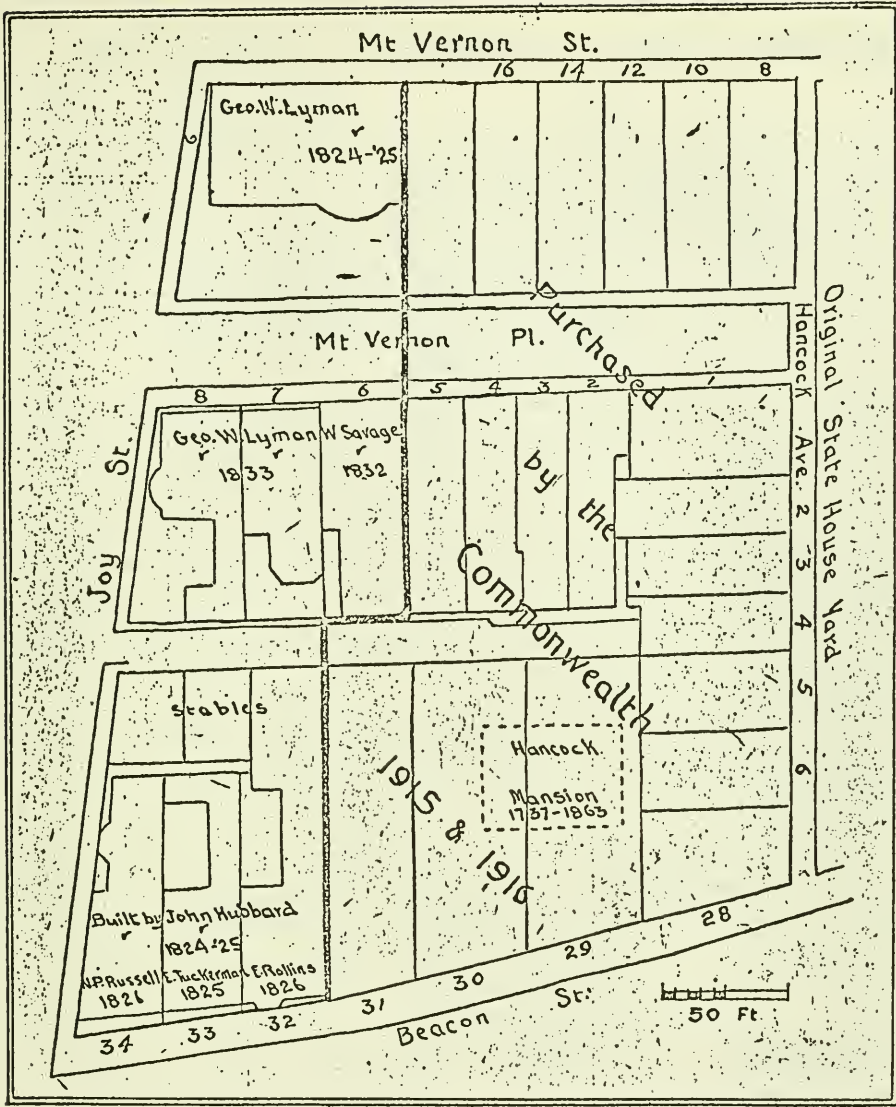 Mt Vernon St.
16 14 12 10 8
2
Geo. W. Lyman
1824-'25
Mt Vernon Pl.
Hancock Ave. 2 3 4 5 6
Original State House Yard
Purchased
by the
Commonwealth
1915 & 1916
8 7 6 5 4 3 2 1
Geo. W. Lyman
1833
W Savage
1832
Joy St.
Stables
Hancock
Mansion
1737-1863
Built by John Hubbard
1824-'25
N.P. Russell
1826
E. Tuckerman
1825
E. Rollins
1826
34 33 32 31 30 29 28
Beacon St.
50 Ft.